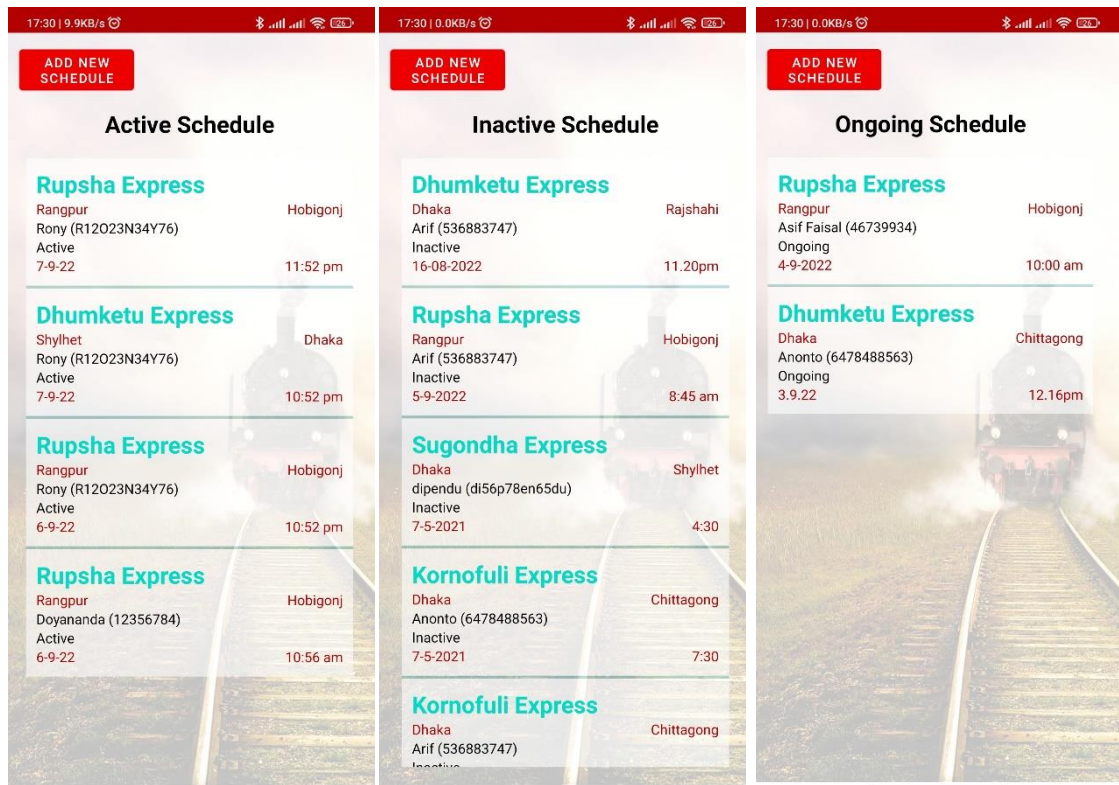 17:30 | 9.9KB/s 26
ADD NEW
SCHEDULE
Active Schedule
Rupsha Express
Rangpur Hobigonj
Rony (R12O23N34Y76)
Active
7-9-22 11:52 pm
Dhumketu Express
Shylhet Dhaka
Rony (R12O23N34Y76)
Active
7-9-22 10:52 pm
Rupsha Express
Rangpur Hobigonj
Rony (R12O23N34Y76)
Active
6-9-22 10:52 pm
Rupsha Express
Rangpur Hobigonj
Doyananda (12356784)
Active
6-9-22 10:56 am
17:30 | 0.0KB/s 26
ADD NEW
SCHEDULE
Inactive Schedule
Dhumketu Express
Dhaka Rajshahi
Arif (536883747)
Inactive
16-08-2022 11.20pm
Rupsha Express
Rangpur Hobigonj
Arif (536883747)
Inactive
5-9-2022 8:45 am
Sugondha Express
Dhaka Shylhet
dipendu (di56p78en65du)
Inactive
7-5-2021 4:30
Kornofuli Express
Dhaka Chittagong
Anonto (6478488563)
Inactive
7-5-2021 7:30
Kornofuli Express
Dhaka Chittagong
Arif (536883747)
Inactive
17:30 | 0.0KB/s 26
ADD NEW
SCHEDULE
Ongoing Schedule
Rupsha Express
Rangpur Hobigonj
Asif Faisal (46739934)
Ongoing
4-9-2022 10:00 am
Dhumketu Express
Dhaka Chittagong
Anonto (6478488563)
Ongoing
3.9.22 12.16pm